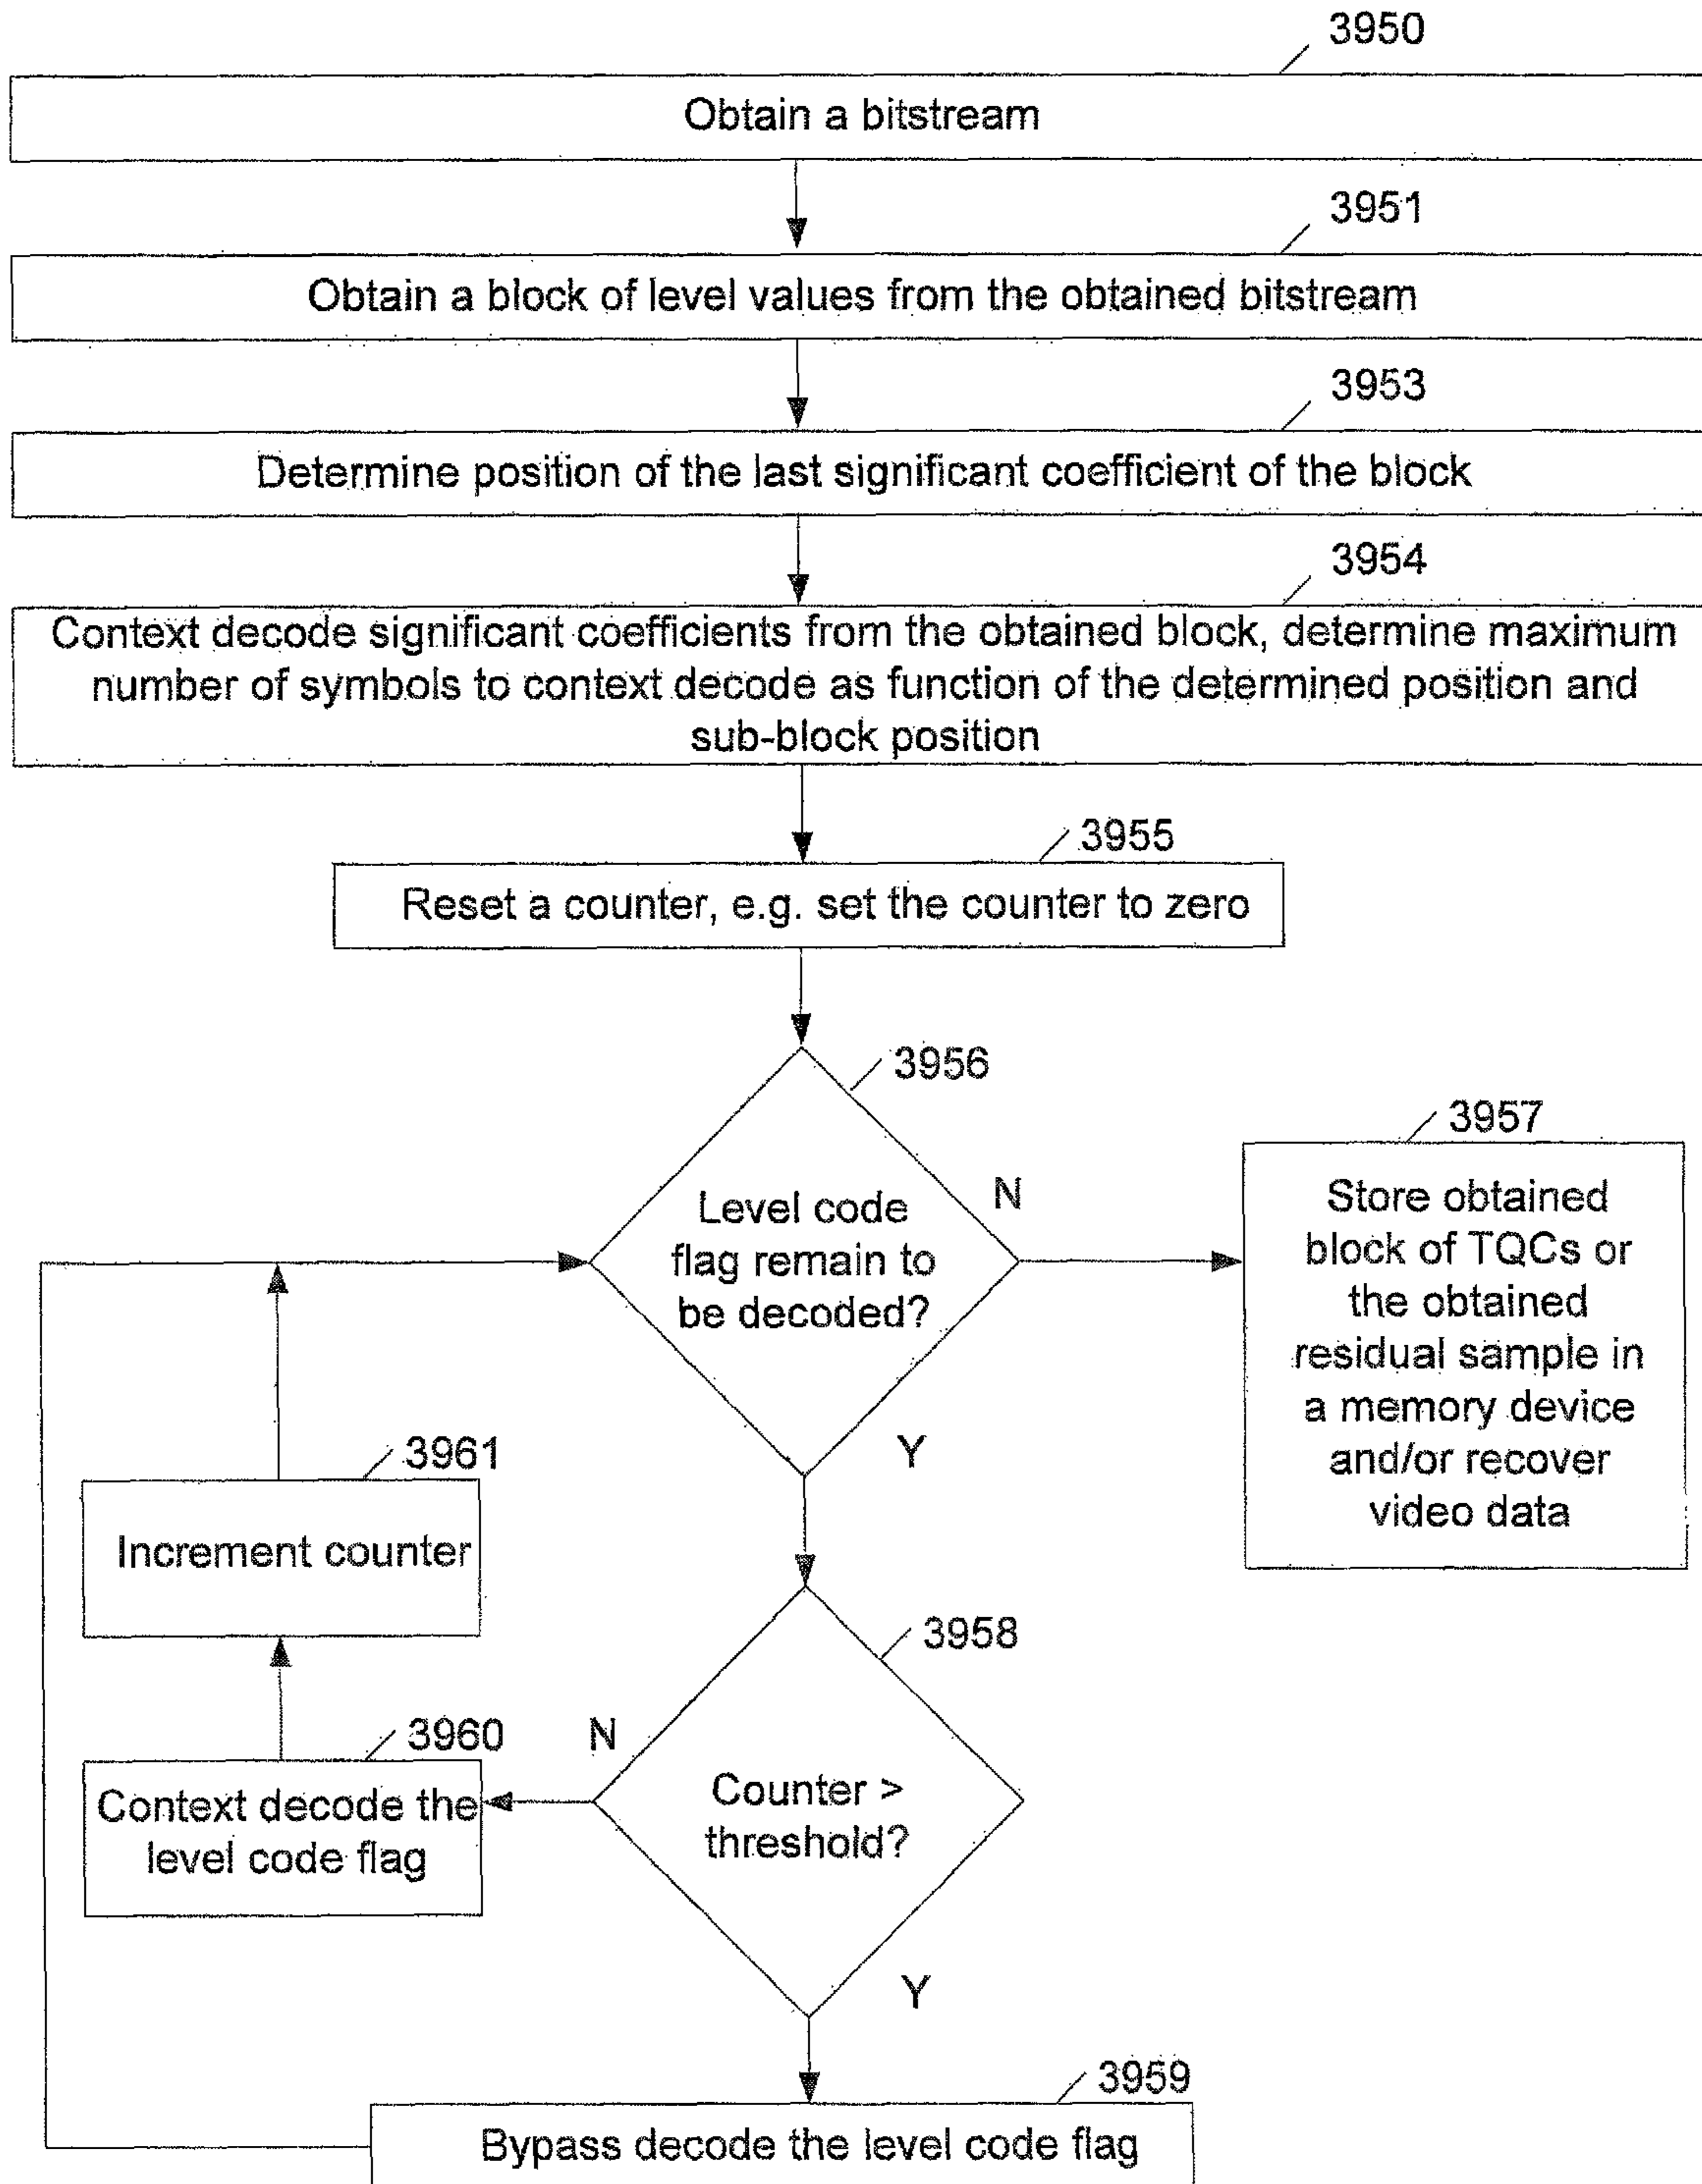 3950
Obtain a bitstream
3951
Obtain a block of level values from the obtained bitstream
3953
Determine position of the last significant coefficient of the block
3954
Context decode significant coefficients from the obtained block, determine maximum
number of symbols to context decode as function of the determined position and
sub-block position
3955
Reset a counter, e.g. set the counter to zero
3956
Level code
flag remain to
be decoded?
N
Y
3957
Store obtained
block of TQCs or
the obtained
residual sample in
a memory device
and/or recover
video data
3961
Increment counter
3958
Counter >
threshold?
N
Y
3960
Context decode the
level code flag
3959
Bypass decode the level code flag